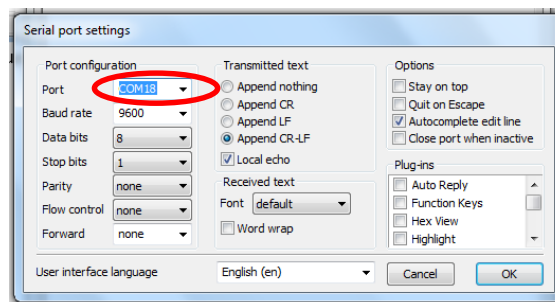 Serial port settings
Port configuration
Port COM18
Baud rate 9600
Data bits 8
Stop bits 1
Parity none
Flow control none
Forward none
Transmitted text
Append nothing
Append CR
Append LF
Append CR-LF
Local echo
Received text
Font default
Word wrap
Options
Stay on top
Quit on Escape
Autocomplete edit line
Close port when inactive
Plug-ins
Auto Reply
Function Keys
Hex View
Highlight
User interface language English (en)
Cancel OK